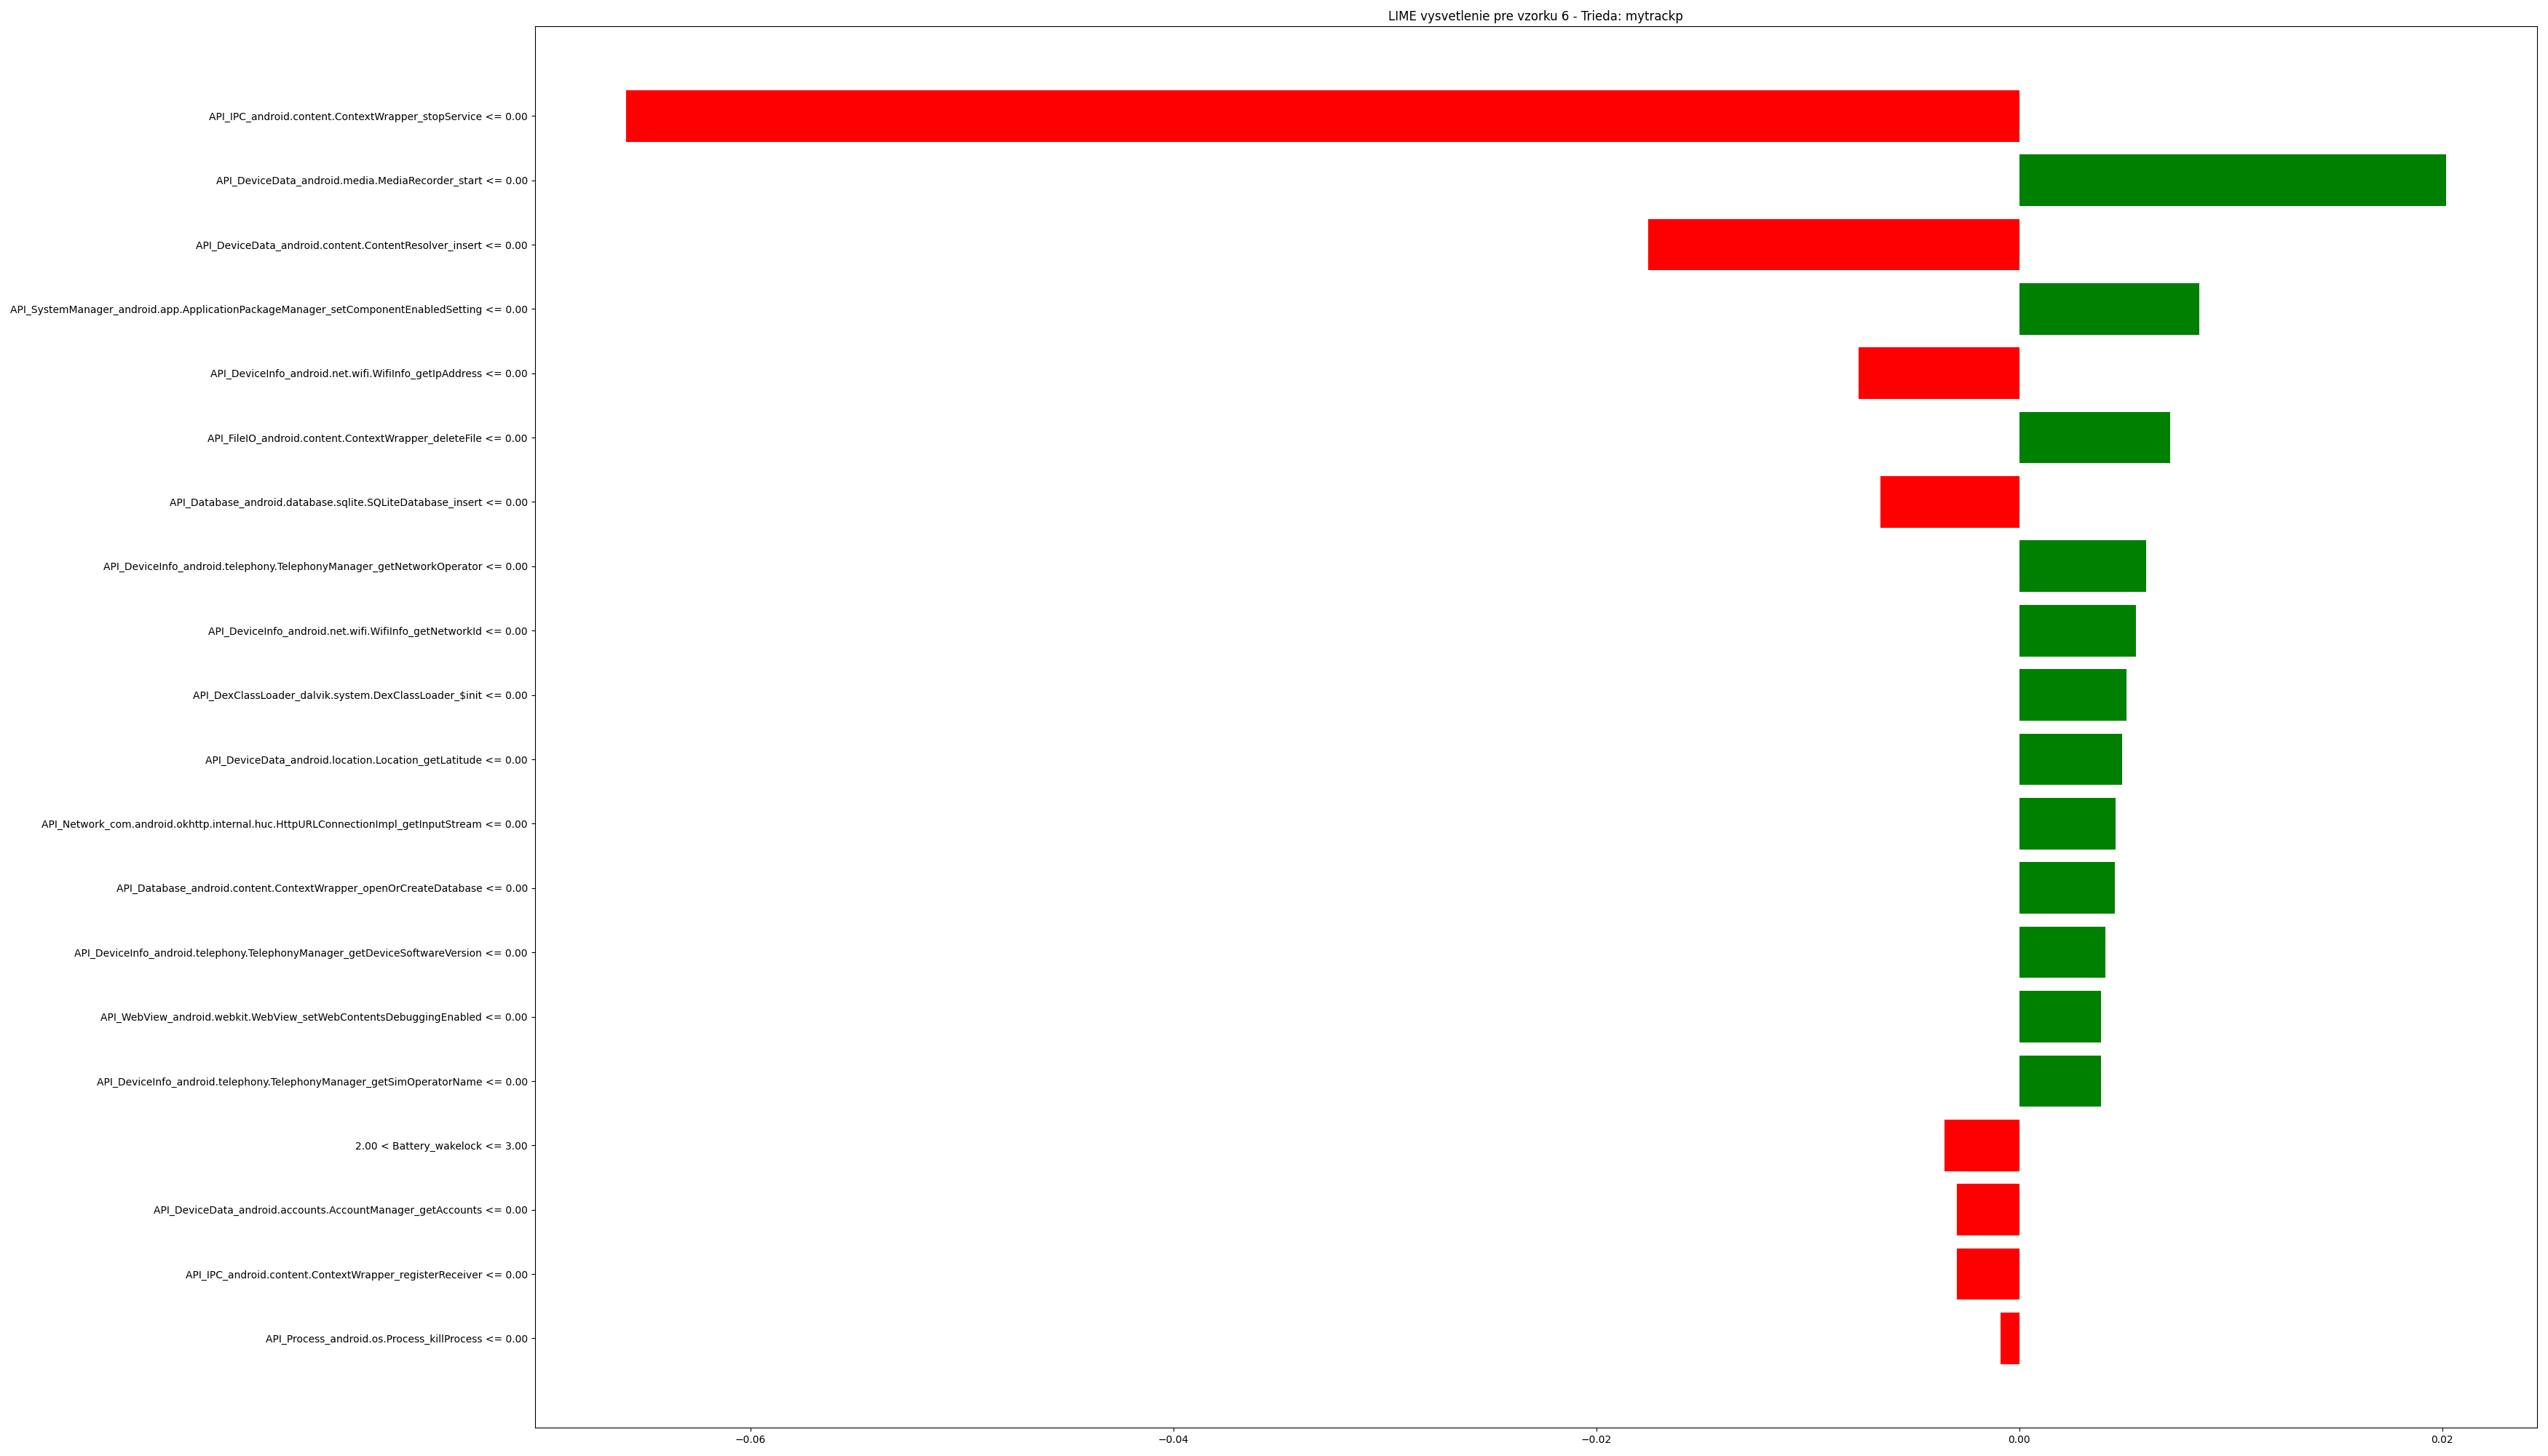 LIME vysvetlenie pre vzorku 6 - Trieda: mytrackp
API_IPC_android.content.ContextWrapper_stopService <= 0.00
API_DeviceData_android.media.MediaRecorder_start <= 0.00
API_DeviceData_android.content.ContentResolver_insert <= 0.00
API_SystemManager_android.app.ApplicationPackageManager_setComponentEnabledSetting <= 0.00
API_DeviceInfo_android.net.wifi.WifiInfo_getIpAddress <= 0.00
API_FileIO_android.content.ContextWrapper_deleteFile <= 0.00
API_Database_android.database.sqlite.SQLiteDatabase_insert <= 0.00
API_DeviceInfo_android.telephony.TelephonyManager_getNetworkOperator <= 0.00
API_DeviceInfo_android.net.wifi.WifiInfo_getNetworkId <= 0.00
API_DexClassLoader_dalvik.system.DexClassLoader_$init <= 0.00
API_DeviceData_android.location.Location_getLatitude <= 0.00
API_Network_com.android.okhttp.internal.huc.HttpURLConnectionImpl_getInputStream <= 0.00
API_Database_android.content.ContextWrapper_openOrCreateDatabase <= 0.00
API_DeviceInfo_android.telephony.TelephonyManager_getDeviceSoftwareVersion <= 0.00
API_WebView_android.webkit.WebView_setWebContentsDebuggingEnabled <= 0.00
API_DeviceInfo_android.telephony.TelephonyManager_getSimOperatorName <= 0.00
2.00 < Battery_wakelock <= 3.00
API_DeviceData_android.accounts.AccountManager_getAccounts <= 0.00
API_IPC_android.content.ContextWrapper_registerReceiver <= 0.00
API_Process_android.os.Process_killProcess <= 0.00
−0.06 −0.04 −0.02 0.00 0.02